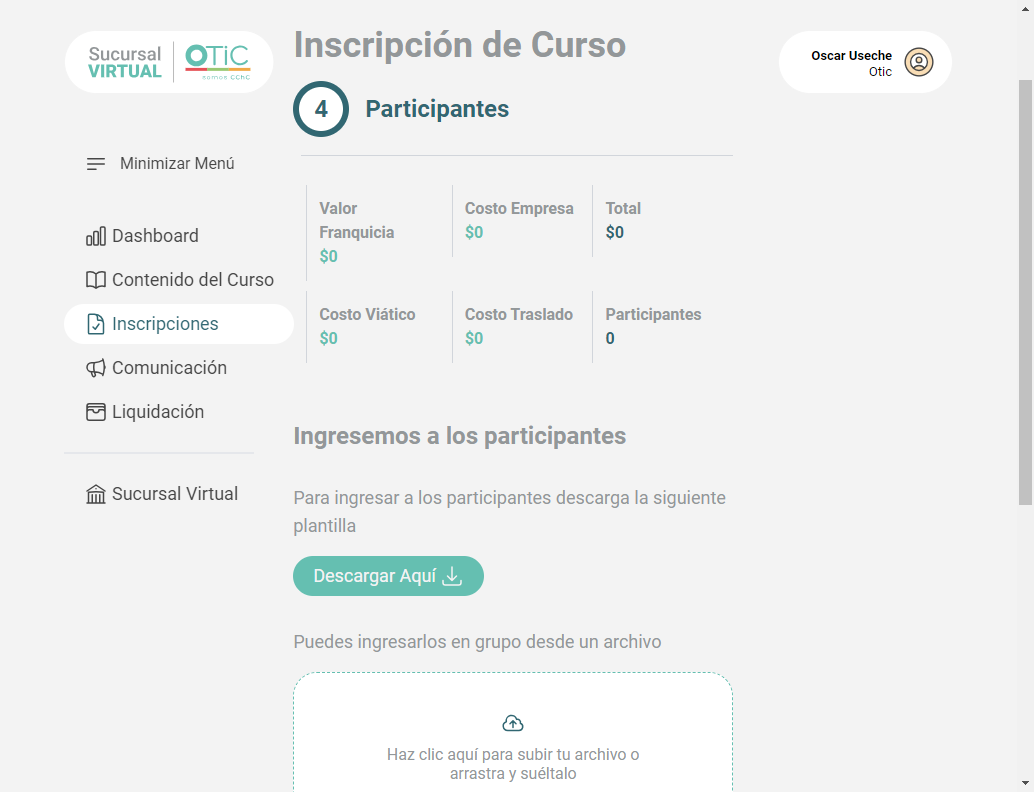 Sucursal
VIRTUAL
OTiC
somos CChC
Inscripción de Curso
Oscar Useche
Otic
4
Participantes
Minimizar Menú
Dashboard
Contenido del Curso
Inscripciones
Comunicación
Liquidación
Sucursal Virtual
Valor
Franquicia
$0
Costo Empresa
$0
Total
$0
Costo Viático
$0
Costo Traslado
$0
Participantes
0
Ingresemos a los participantes
Para ingresar a los participantes descarga la siguiente
plantilla
Descargar Aquí
Puedes ingresarlos en grupo desde un archivo
Haz clic aquí para subir tu archivo o
arrastra y suéltalo